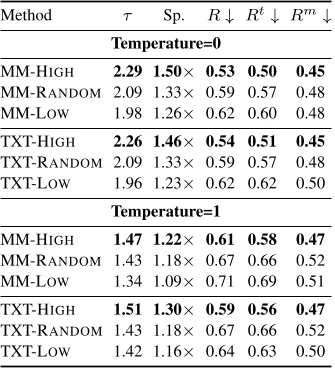 Method τ Sp. R ↓ Rᵗ ↓ Rᵐ ↓
Temperature=0
MM-HIGH 2.29 1.50× 0.53 0.50 0.45
MM-RANDOM 2.09 1.33× 0.59 0.57 0.48
MM-LOW 1.98 1.26× 0.62 0.60 0.48
TXT-HIGH 2.26 1.46× 0.54 0.51 0.45
TXT-RANDOM 2.09 1.33× 0.59 0.57 0.48
TXT-LOW 1.96 1.23× 0.62 0.62 0.50
Temperature=1
MM-HIGH 1.47 1.22× 0.61 0.58 0.47
MM-RANDOM 1.43 1.18× 0.67 0.66 0.52
MM-LOW 1.34 1.09× 0.71 0.69 0.51
TXT-HIGH 1.51 1.30× 0.59 0.56 0.47
TXT-RANDOM 1.43 1.18× 0.67 0.66 0.52
TXT-LOW 1.42 1.16× 0.64 0.63 0.50